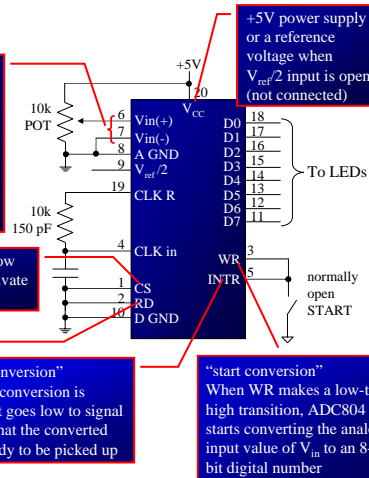 +5V power supply
or a reference
voltage when
Vref/2 input is open
(not connected)
+5V
20
VCC
10k
POT
6 Vin(+)
7 Vin(-)
8 A GND
9 Vref/2
19 CLK R
10k
150 pF
4 CLK in
1 CS
2 RD
10 D GND
D0 18
D1 17
D2 16
D3 15
D4 14
D5 13
D6 12
D7 11
To LEDs
WR 3
INTR 5
normally
open
START
ow
ivate
nversion”
conversion is
t goes low to signal
hat the converted
dy to be picked up
“start conversion”
When WR makes a low-t
high transition, ADC804
starts converting the analo
input value of Vin to an 8-
bit digital number